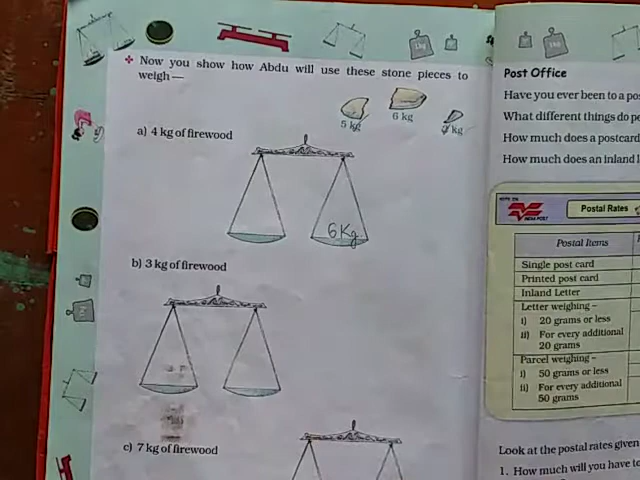 Now you show how Abdu will use these stone pieces to
weigh—
5 kg
6 kg
kg
a) 4 kg of firewood
6 Kg
b) 3 kg of firewood
c) 7 kg of firewood
Post Office
Have you ever been to a pos
What different things do pe
How much does a postcard
How much does an inland l
INDIA POST
Postal Rates
Postal Items
Single post card
Printed post card
Inland Letter
Letter weighing –
i) 20 grams or less
ii) For every additional
20 grams
Parcel weighing –
i) 50 grams or less
ii) For every additional
50 grams
Look at the postal rates given
1. How much will you have to